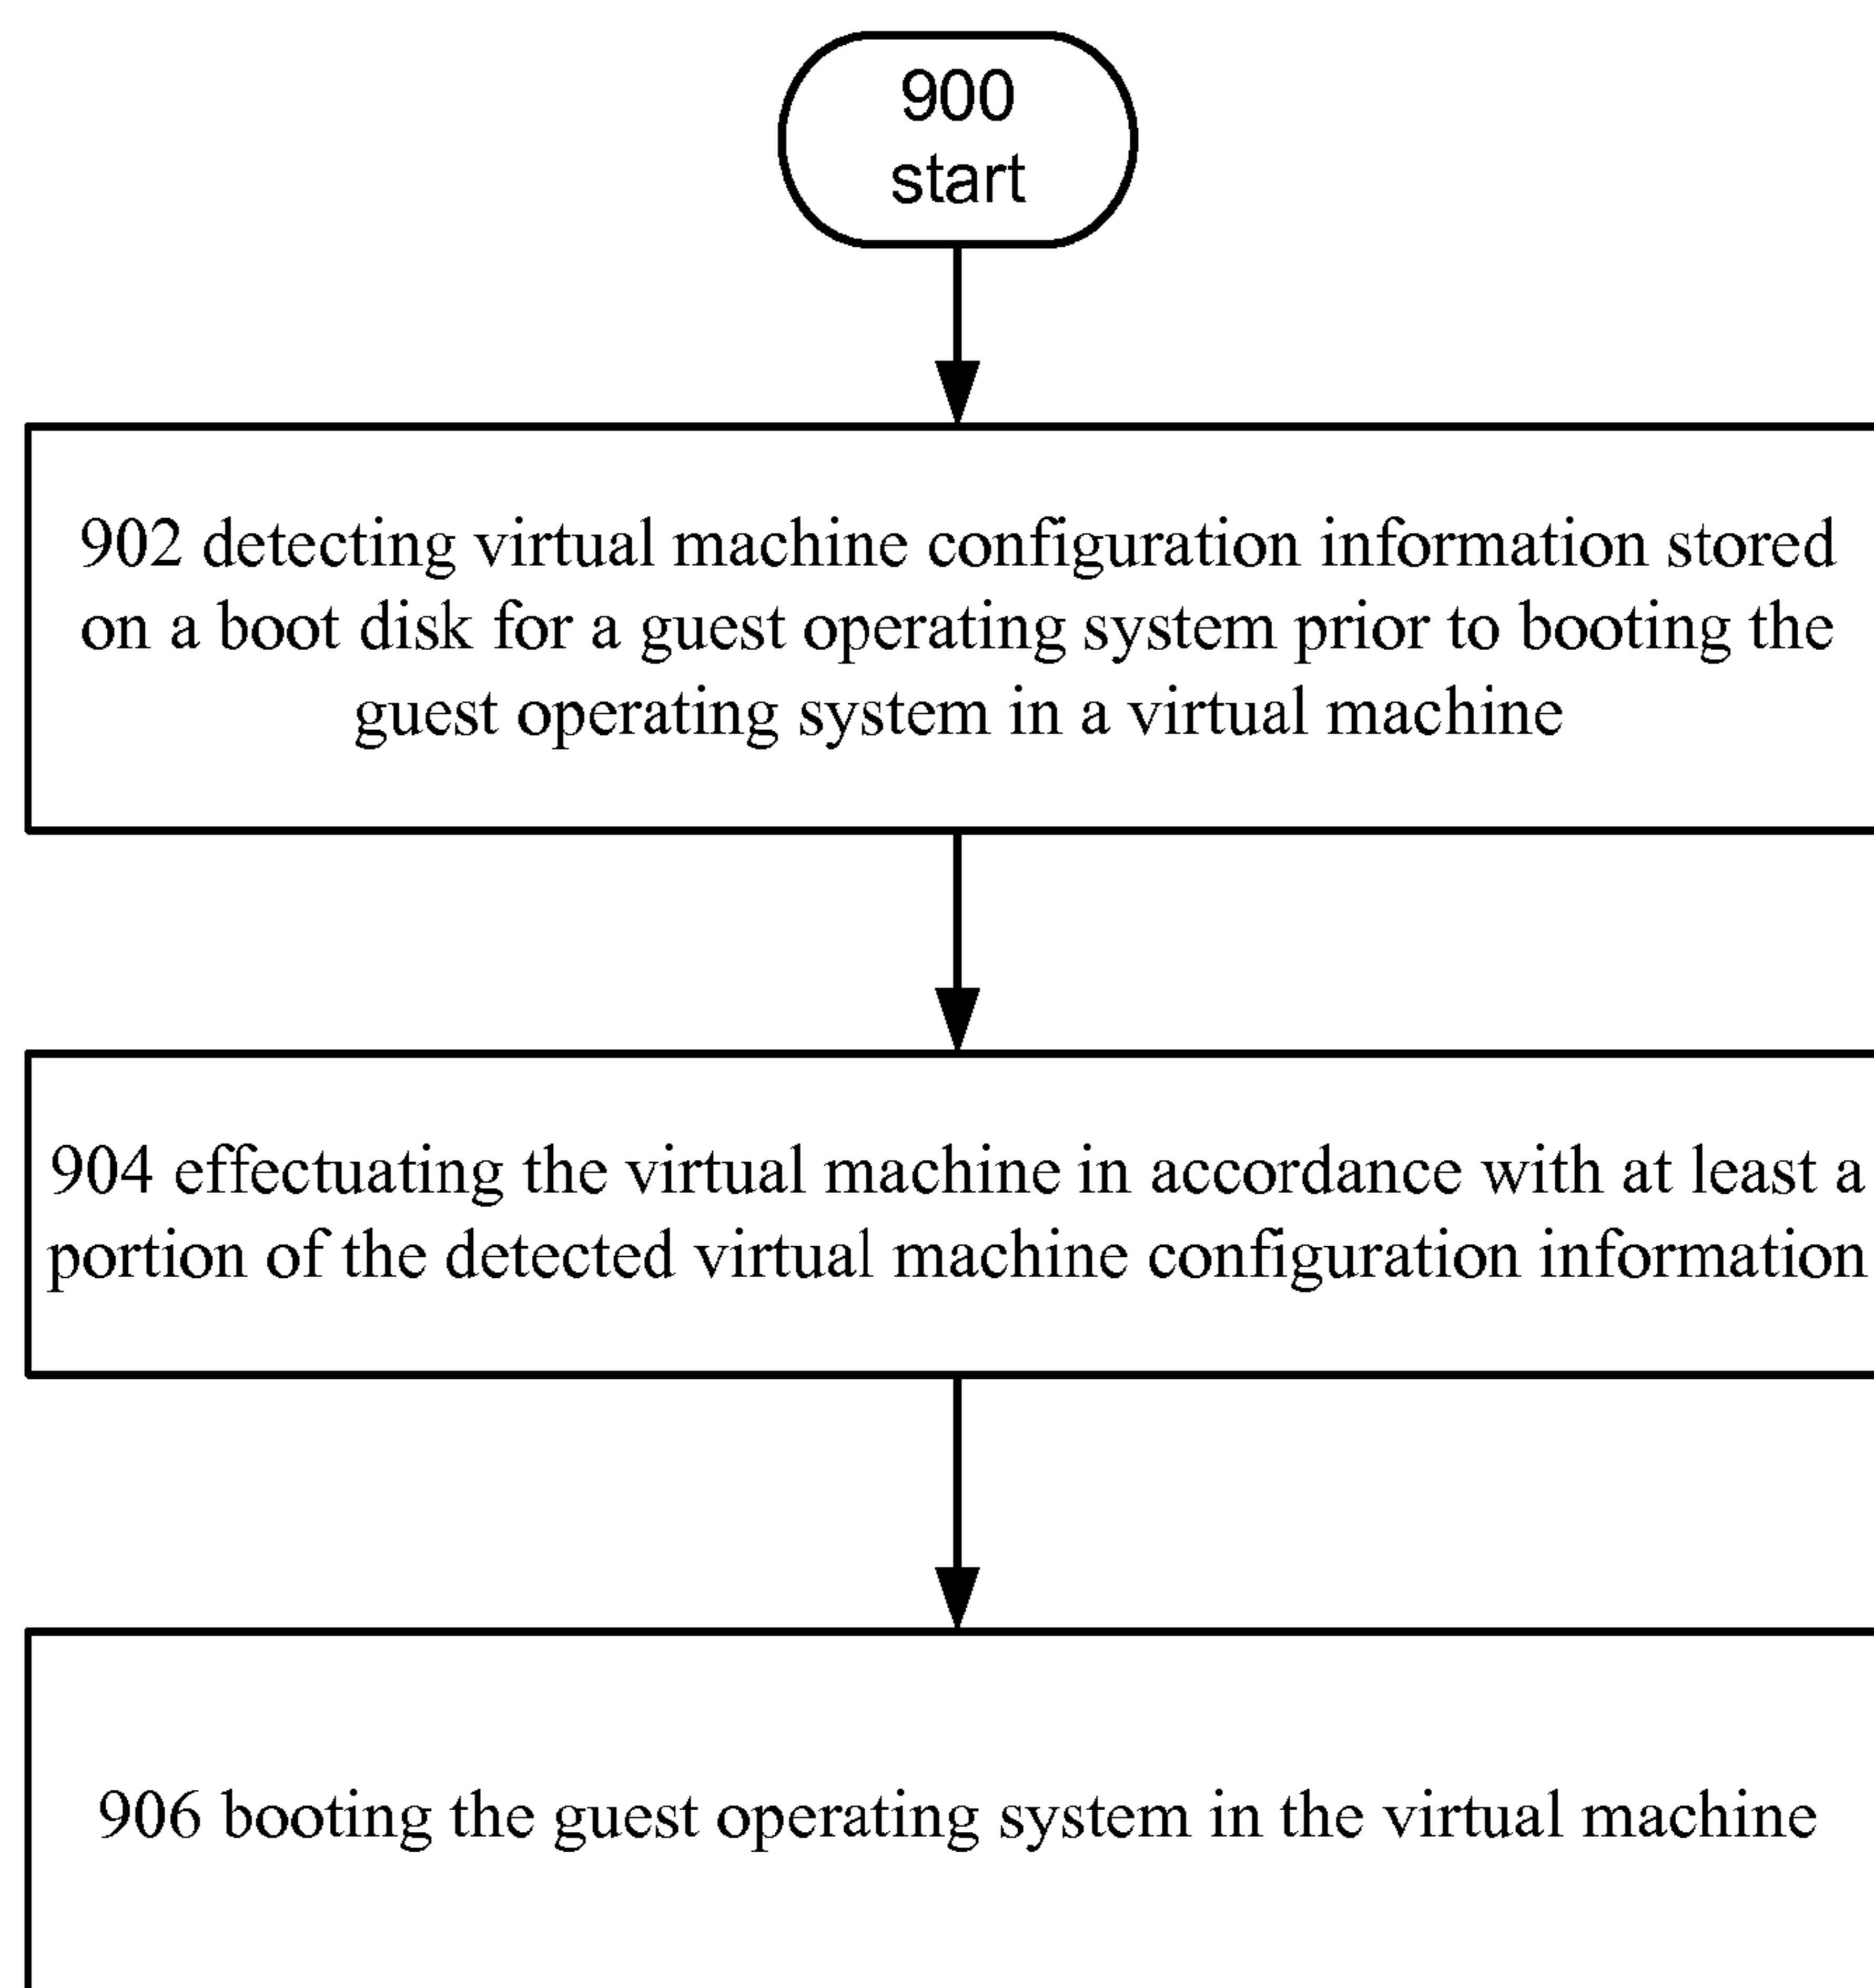 900
start
902 detecting virtual machine configuration information stored
on a boot disk for a guest operating system prior to booting the
guest operating system in a virtual machine
904 effectuating the virtual machine in accordance with at least a
portion of the detected virtual machine configuration information
906 booting the guest operating system in the virtual machine